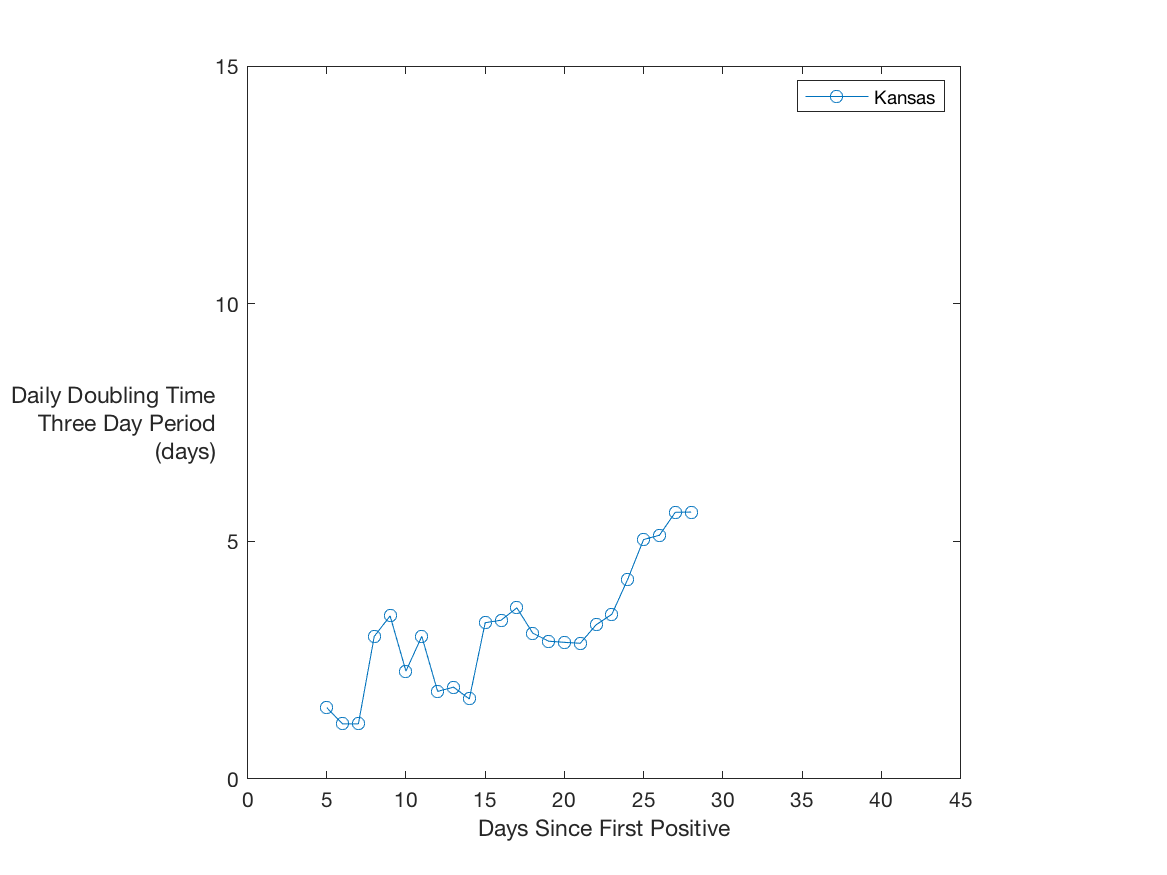 15
Kansas
10
Daily Doubling Time
Three Day Period
(days)
5
0
0 5 10 15 20 25 30 35 40 45
Days Since First Positive